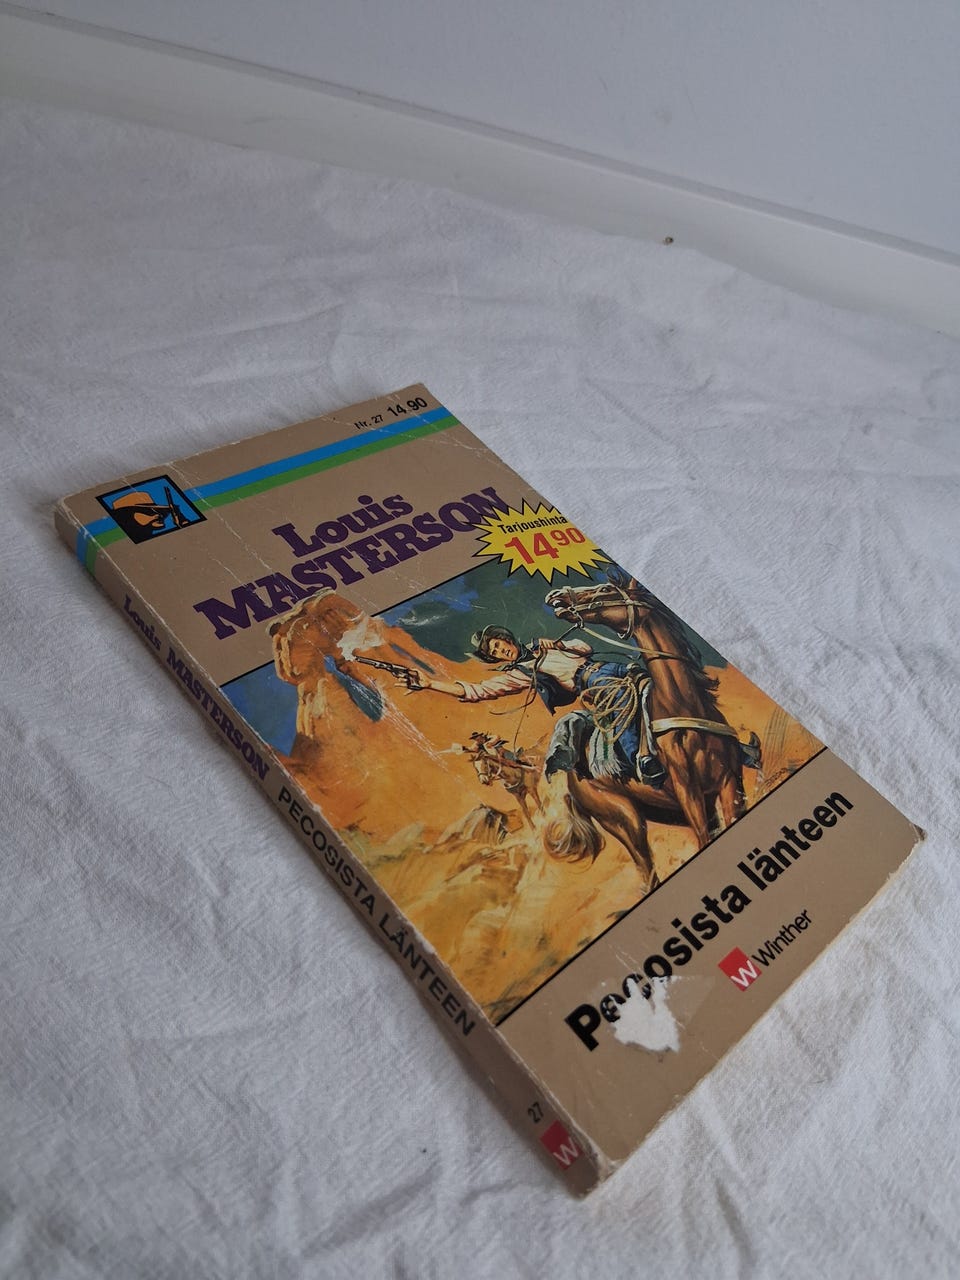 Nr. 27 14.90
Louis
MASTERSON
Tarjoushinta
14.90
Pecosista länteen
W Winther
Louis MASTERSON PECOSISTA LÄNTEEN
27
W